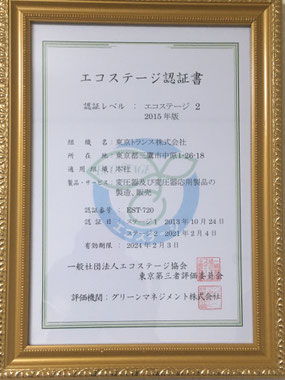 エコステージ認証書
認証レベル : エコステージ 2
2015年版
組織名 : 東京トランス株式会社
所在地 : 東京都三鷹市中原1-26-18
適用組織 : 本社
製品・サービス : 変圧器及び変圧器応用製品の
製造、販売
認証番号 EST-720
認証日 ステージ1 2013年10月24日
ステージ2 2021年2月4日
有効期限 : 2024年2月3日
一般社団法人エコステージ協会
東京第三者評価委員会
評価機関 : グリーンマネジメント株式会社